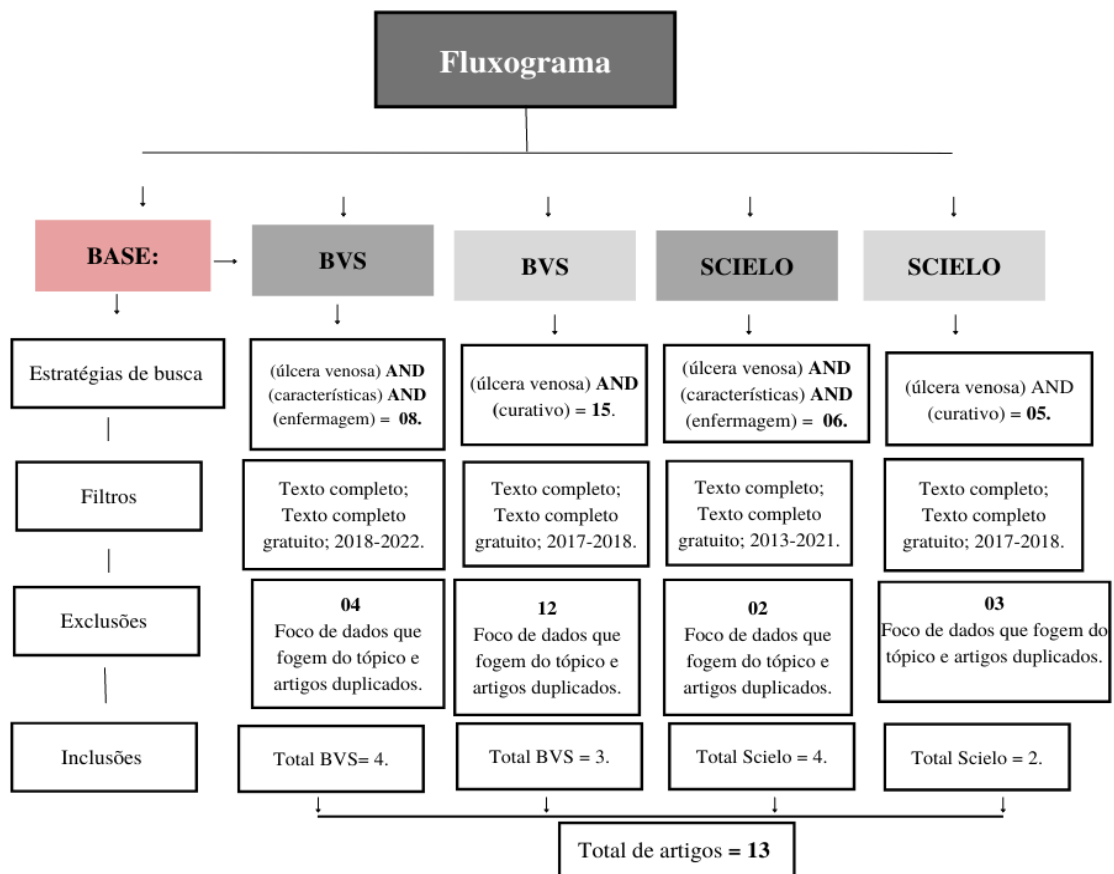 Fluxograma
BASE:
BVS
BVS
SCIELO
SCIELO
Estratégias de busca
(úlcera venosa) AND
(características) AND
(enfermagem) = 08.
(úlcera venosa) AND
(curativo) = 15.
(úlcera venosa) AND
(características) AND
(enfermagem) = 06.
(úlcera venosa) AND
(curativo) = 05.
Filtros
Texto completo;
Texto completo
gratuito; 2018-2022.
Texto completo;
Texto completo
gratuito; 2017-2018.
Texto completo;
Texto completo
gratuito; 2013-2021.
Texto completo;
Texto completo
gratuito; 2017-2018.
Exclusões
04
Foco de dados que
fogem do tópico e
artigos duplicados.
12
Foco de dados que
fogem do tópico e
artigos duplicados.
02
Foco de dados que
fogem do tópico e
artigos duplicados.
03
Foco de dados que fogem do
tópico e artigos duplicados.
Inclusões
Total BVS= 4.
Total BVS = 3.
Total Scielo = 4.
Total Scielo = 2.
Total de artigos = 13